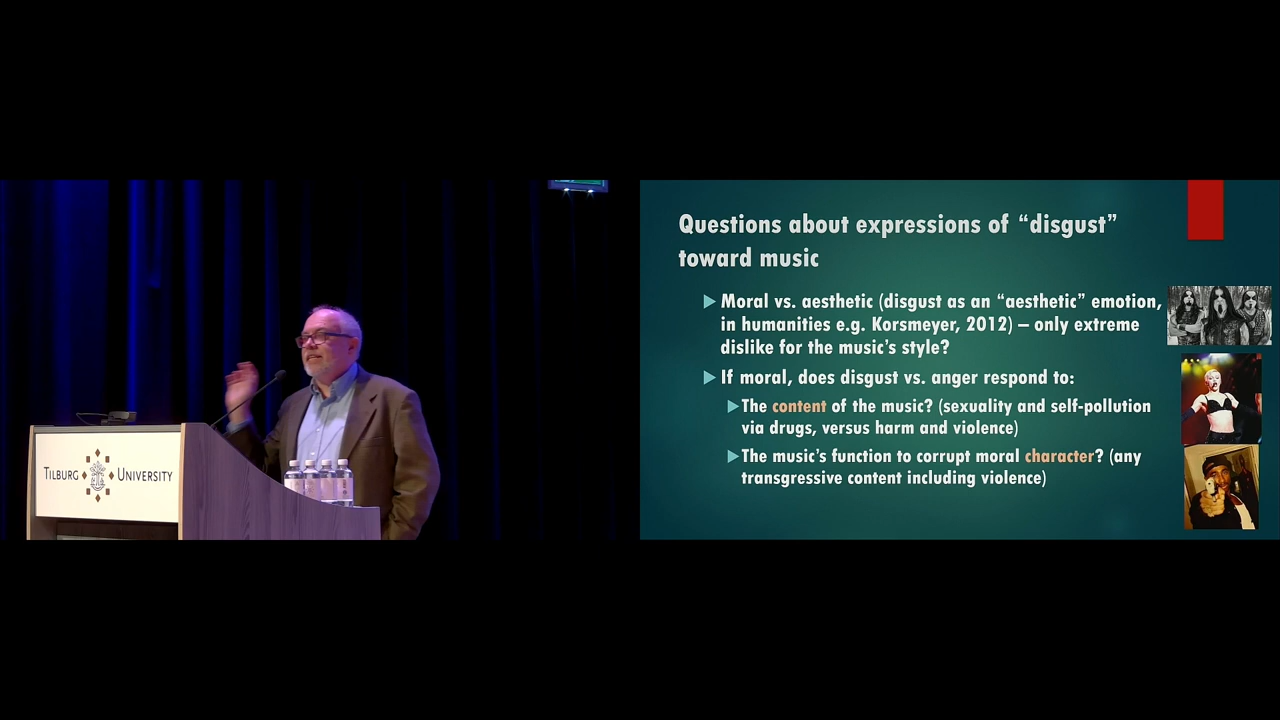 TILBURG UNIVERSITY
Questions about expressions of “disgust”
toward music
Moral vs. aesthetic (disgust as an “aesthetic” emotion,
in humanities e.g. Korsmeyer, 2012) – only extreme
dislike for the music’s style?
If moral, does disgust vs. anger respond to:
The content of the music? (sexuality and self-pollution
via drugs, versus harm and violence)
The music’s function to corrupt moral character? (any
transgressive content including violence)